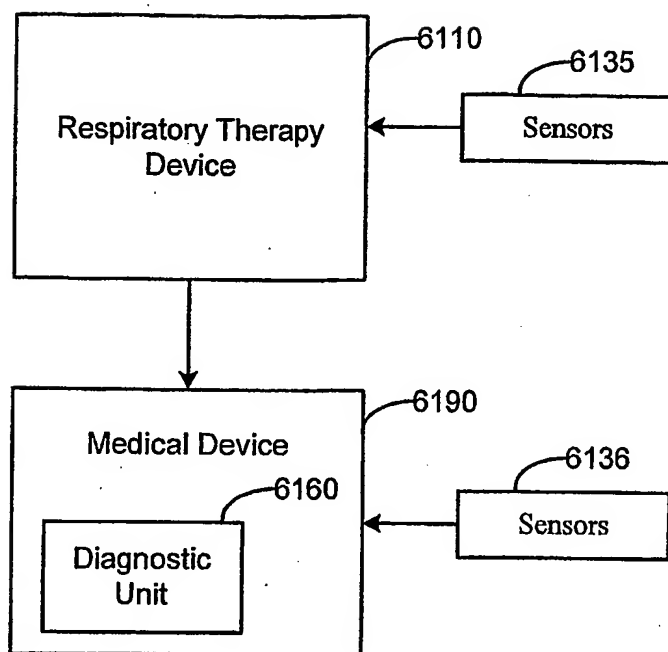 6110
6135
Respiratory Therapy
Device
Sensors
6190
Medical Device
6136
6160
Sensors
Diagnostic
Unit